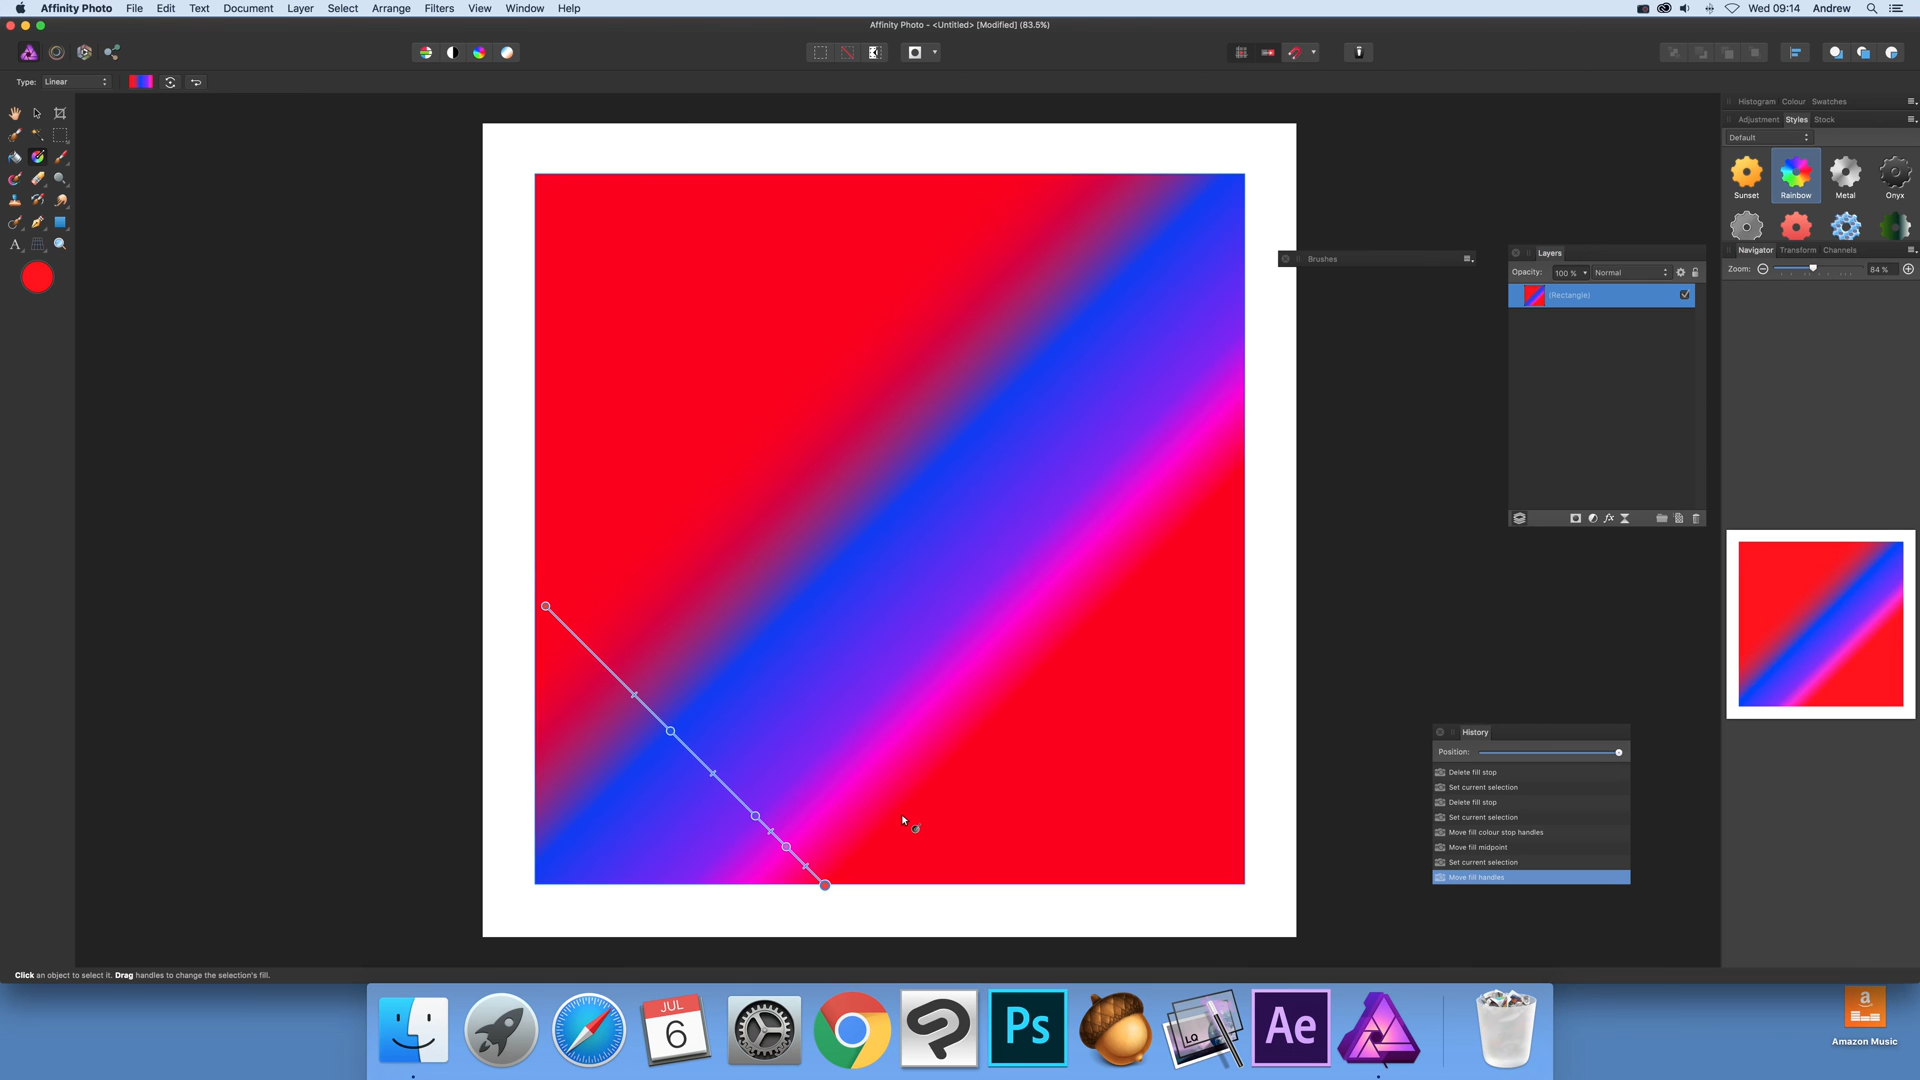 Affinity Photo File Edit Text Document Layer Select Arrange Filters View Window Help Wed 09:14 Andrew
Affinity Photo - <Untitled> [Modified] (83.5%)
Type: Linear
Histogram Colour Swatches
Adjustment Styles Stock
Default
Sunset Rainbow Metal Onyx
Navigator Transform Channels
Zoom: 84 %
Brushes
Layers
Opacity: 100 % Normal
(Rectangle)
fx
A
History
Position:
Delete fill stop
Set current selection
Delete fill stop
Set current selection
Move fill colour stop handles
Move fill midpoint
Set current selection
Move fill handles
Click an object to select it. Drag handles to change the selection's fill.
JUL
6
Ps
LQ
Ae
a
Amazon Music